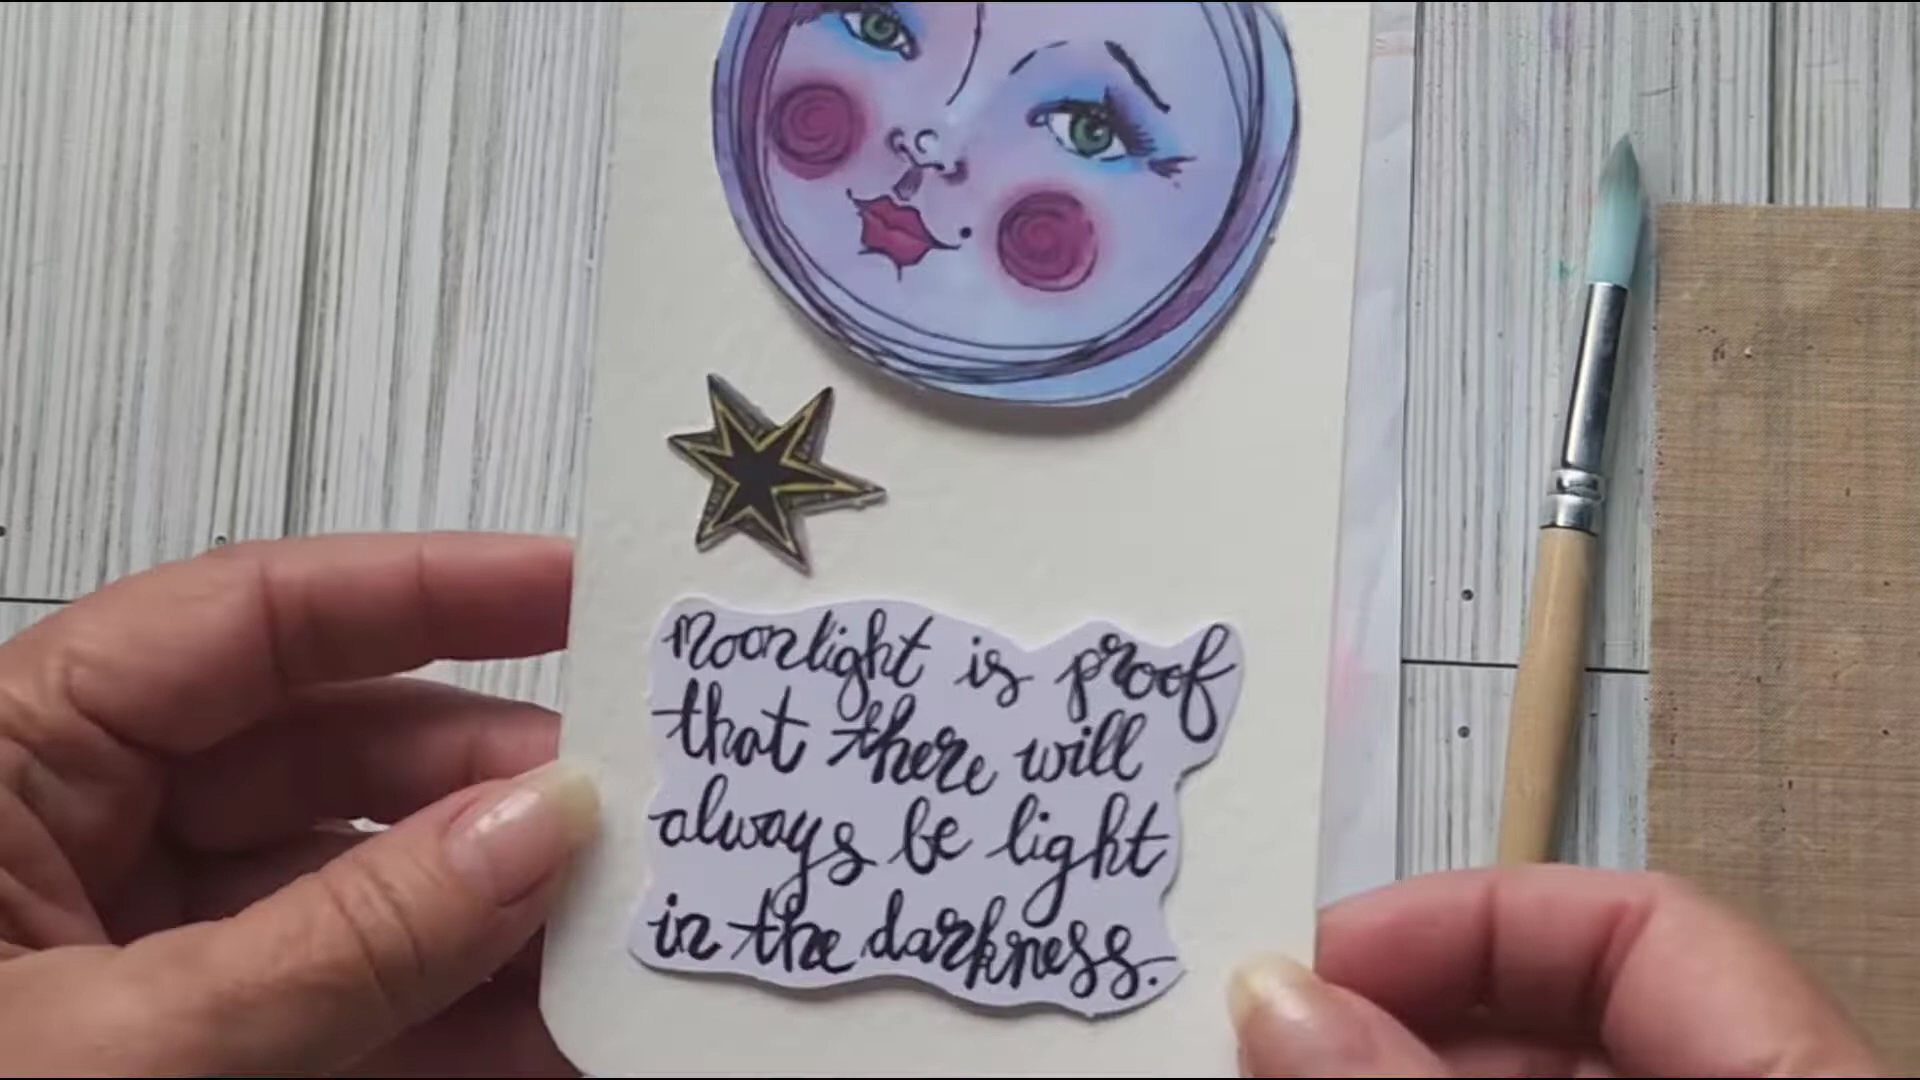 Moonlight is proof
that there will
always be light
in the darkness.